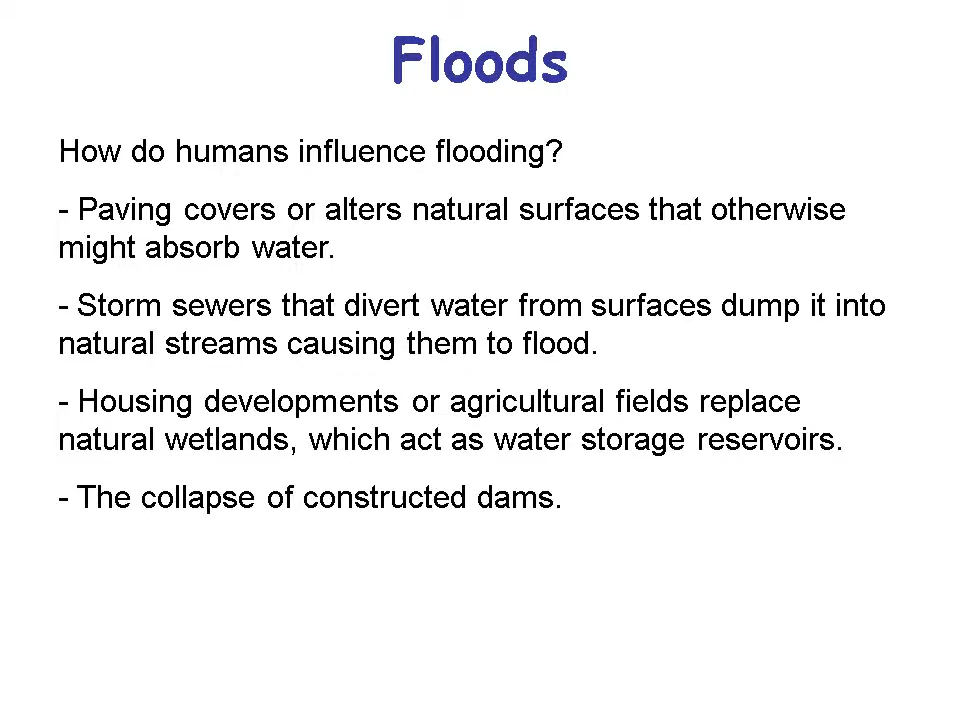 Floods
How do humans influence flooding?
- Paving covers or alters natural surfaces that otherwise
might absorb water.
- Storm sewers that divert water from surfaces dump it into
natural streams causing them to flood.
- Housing developments or agricultural fields replace
natural wetlands, which act as water storage reservoirs.
- The collapse of constructed dams.